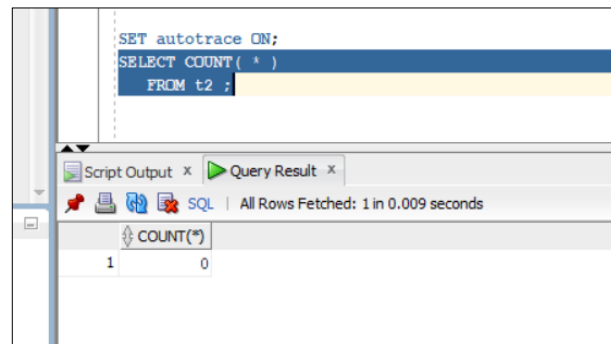 SET autotrace ON;
SELECT COUNT( * )
FROM t2 ;
Script Output x Query Result x
SQL | All Rows Fetched: 1 in 0.009 seconds
COUNT(*)
1 0